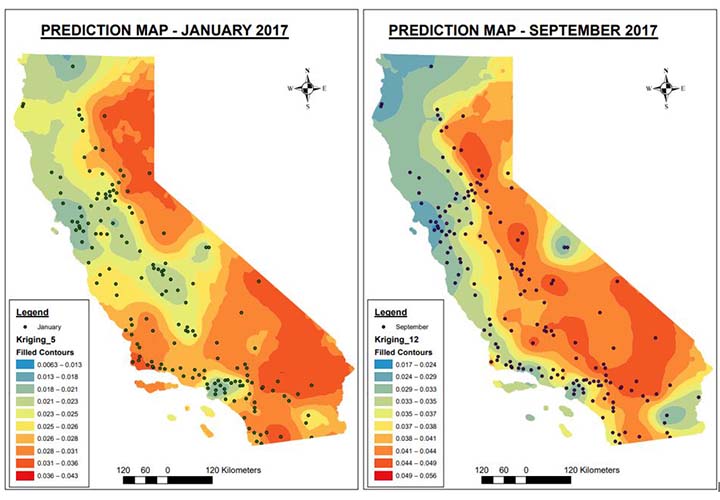 PREDICTION MAP - JANUARY 2017
N
W E
S
Legend
January
Kriging_5
Filled Contours
0.0063 – 0.013
0.013 – 0.018
0.018 – 0.021
0.021 – 0.023
0.023 – 0.025
0.025 – 0.026
0.026 – 0.028
0.028 – 0.031
0.031 – 0.036
0.036 – 0.043
120 60 0 120 Kilometers
PREDICTION MAP - SEPTEMBER 2017
N
W E
S
Legend
September
Kriging_12
Filled Contours
0.017 – 0.024
0.024 – 0.029
0.029 – 0.033
0.033 – 0.035
0.035 – 0.037
0.037 – 0.038
0.038 – 0.041
0.041 – 0.044
0.044 – 0.049
0.049 – 0.056
120 60 0 120 Kilometers